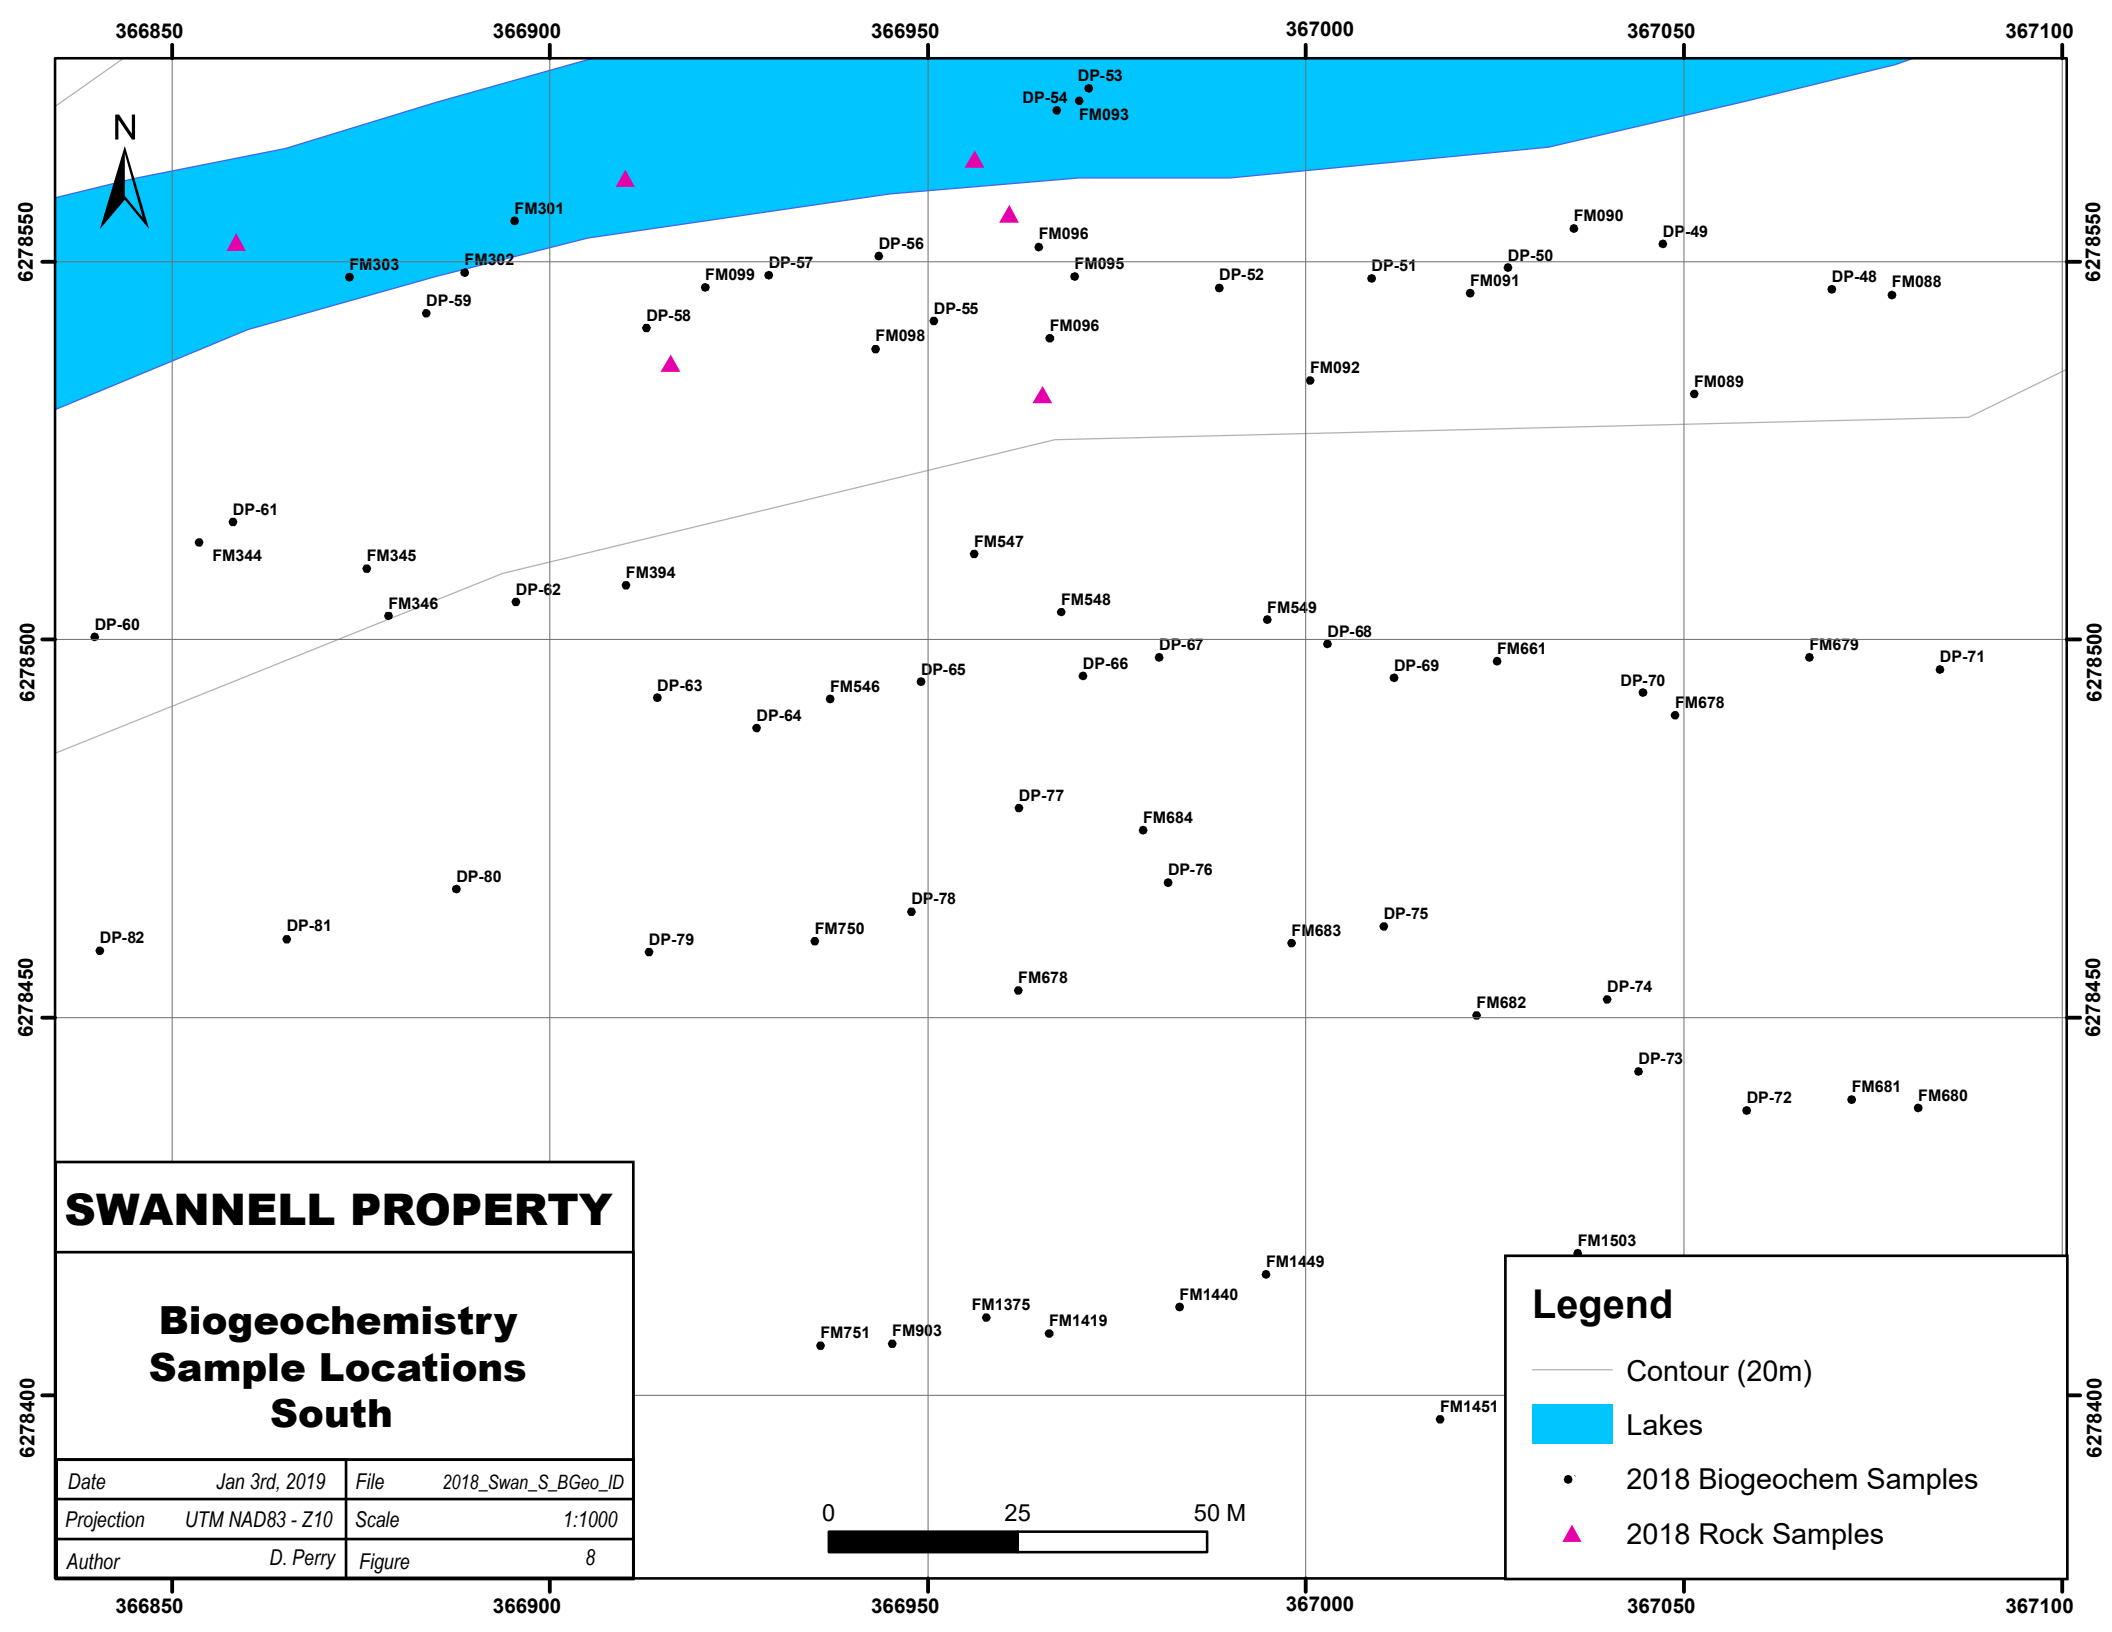 366850 366900 366950 367000 367050 367100
DP-53
DP-54
FM093
N
6278550
6278550
FM301
FM303
FM302
DP-59
DP-56
DP-57
FM099
DP-58
DP-55
FM098
FM096
FM095
FM096
DP-52
DP-51
DP-50
FM091
FM090
DP-49
DP-48
FM088
FM092
FM089
DP-61
FM344
FM345
FM346
DP-62
FM394
DP-60
FM547
FM548
FM549
DP-68
DP-67
DP-66
DP-65
DP-69
FM661
FM679
DP-71
DP-70
FM678
6278500
6278500
DP-63
FM546
DP-64
DP-77
FM684
DP-76
DP-80
DP-78
DP-75
DP-82
DP-81
DP-79
FM750
FM683
FM678
DP-74
FM682
6278450
6278450
DP-73
DP-72
FM681
FM680
FM1503
FM1449
FM1440
FM1375
FM1419
FM751
FM903
FM1451
6278400
6278400
SWANNELL PROPERTY
Biogeochemistry
Sample Locations
South
Date Jan 3rd, 2019 File 2018_Swan_S_BGeo_ID
Projection UTM NAD83 - Z10 Scale 1:1000
Author D. Perry Figure 8
0 25 50 M
Legend
Contour (20m)
Lakes
2018 Biogeochem Samples
2018 Rock Samples
366850 366900 366950 367000 367050 367100